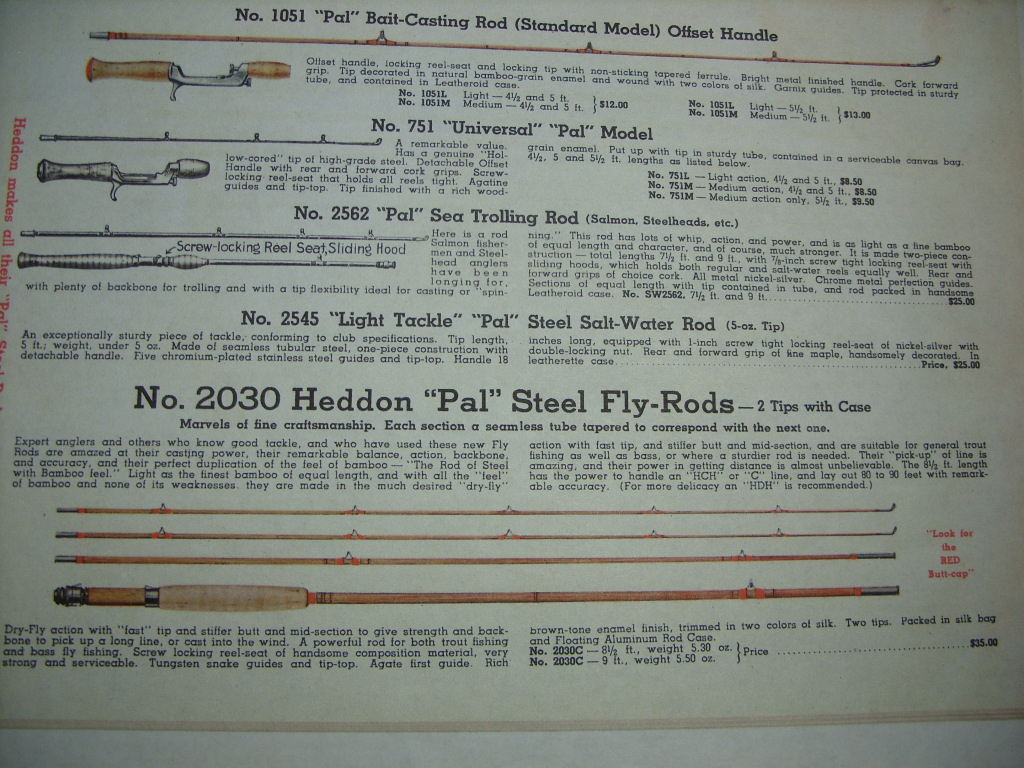 No. 1051 "Pal" Bait-Casting Rod (Standard Model) Offset Handle
Offset handle, locking reel-seat and locking tip with non-sticking tapered ferrule. Bright metal finished handle. Cork forward
grip. Tip decorated in natural bamboo-grain enamel and wound with two colors of silk. Garnix guides. Tip protected in sturdy
tube, and contained in Leatheroid case.
No. 1051L Light — 4½ and 5 ft.
No. 1051M Medium — 4½ and 5 ft. } $12.00
No. 1051L Light — 5½ ft.
No. 1051M Medium — 5½ ft. } $13.00
No. 751 "Universal" "Pal" Model
A remarkable value.
Has a genuine "Hol-
low-cored" tip of high-grade steel. Detachable Offset
Handle with rear and forward cork grips. Screw-
locking reel-seat that holds all reels tight. Agatine
guides and tip-top. Tip finished with a rich wood-
grain enamel. Put up with tip in sturdy tube, contained in a serviceable canvas bag.
4½, 5 and 5½ ft. lengths as listed below.
No. 751L — Light action, 4½ and 5 ft., $8.50
No. 751M — Medium action, 4½ and 5 ft., $8.50
No. 751M — Medium action only, 5½ ft., $9.50
No. 2562 "Pal" Sea Trolling Rod (Salmon, Steelheads, etc.)
Screw-locking Reel Seat, Sliding Hood
Here is a rod
Salmon fisher-
men and Steel-
head anglers
have been
longing for,
with plenty of backbone for trolling and with a tip flexibility ideal for casting or "spin-
ning." This rod has lots of whip, action, and power, and is as light as a fine bamboo
of equal length and character, and of course, much stronger. It is made two-piece con-
struction — total lengths 7½ ft. and 9 ft., with ⅞-inch screw tight locking reel-seat with
sliding hoods, which holds both regular and salt-water reels equally well. Rear and
forward grips of choice cork. All metal nickel-silver. Chrome metal perfection guides.
Sections of equal length with tip contained in tube, and rod packed in handsome
Leatheroid case. No. SW2562, 7½ ft. and 9 ft. $25.00
No. 2545 "Light Tackle" "Pal" Steel Salt-Water Rod (5-oz. Tip)
An exceptionally sturdy piece of tackle, conforming to club specifications. Tip length,
5 ft.; weight, under 5 oz. Made of seamless tubular steel, one-piece construction with
detachable handle. Five chromium-plated stainless steel guides and tip-top. Handle 18
inches long, equipped with 1-inch screw tight locking reel-seat of nickel-silver with
double-locking nut. Rear and forward grip of fine maple, handsomely decorated. In
leatherette case. Price, $25.00
No. 2030 Heddon "Pal" Steel Fly-Rods — 2 Tips with Case
Marvels of fine craftsmanship. Each section a seamless tube tapered to correspond with the next one.
Expert anglers and others who know good tackle, and who have used these new Fly
Rods are amazed at their casting power, their remarkable balance, action, backbone,
and accuracy, and their perfect duplication of the feel of bamboo — "The Rod of Steel
with Bamboo feel." Light as the finest bamboo of equal length, and with all the "feel"
of bamboo and none of its weaknesses, they are made in the much desired "dry-fly"
action with fast tip, and stiffer butt and mid-section, and are suitable for general trout
fishing as well as bass, or where a sturdier rod is needed. Their "pick-up" of line is
amazing, and their power in getting distance is almost unbelievable. The 8½ ft. length
has the power to handle an "HCH" or "C" line, and lay out 80 to 90 feet with remark-
able accuracy. (For more delicacy an "HDH" is recommended.)
"Look for
the
RED
Butt-cap"
Dry-Fly action with "fast" tip and stiffer butt and mid-section to give strength and back-
bone to pick up a long line, or cast into the wind. A powerful rod for both trout fishing
and bass fly fishing. Screw locking reel-seat of handsome composition material, very
strong and serviceable. Tungsten snake guides and tip-top. Agate first guide. Rich
brown-tone enamel finish, trimmed in two colors of silk. Two tips. Packed in silk bag
and Floating Aluminum Rod Case.
No. 2030C — 8½ ft., weight 5.30 oz.
No. 2030C — 9 ft., weight 5.50 oz. } Price $35.00
Heddon makes all their "Pal"